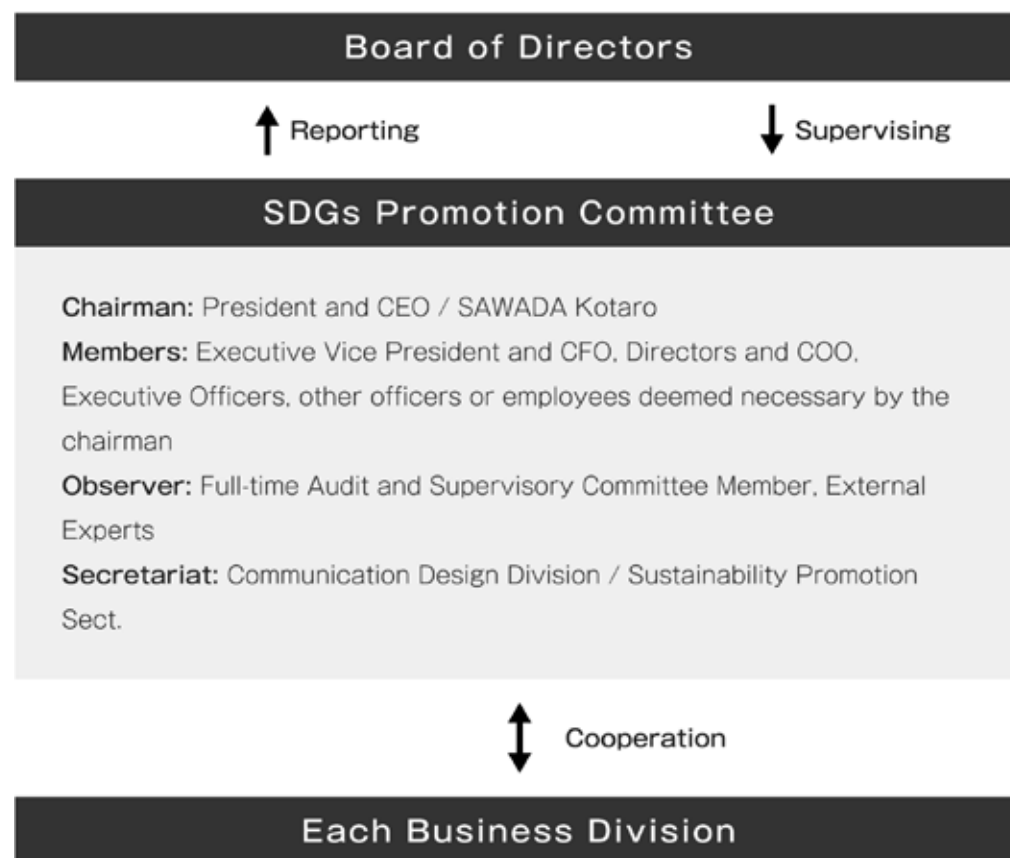 Board of Directors
Reporting
Supervising
SDGs Promotion Committee
Chairman: President and CEO / SAWADA Kotaro
Members: Executive Vice President and CFO, Directors and COO,
Executive Officers, other officers or employees deemed necessary by the
chairman
Observer: Full-time Audit and Supervisory Committee Member, External
Experts
Secretariat: Communication Design Division / Sustainability Promotion
Sect.
Cooperation
Each Business Division